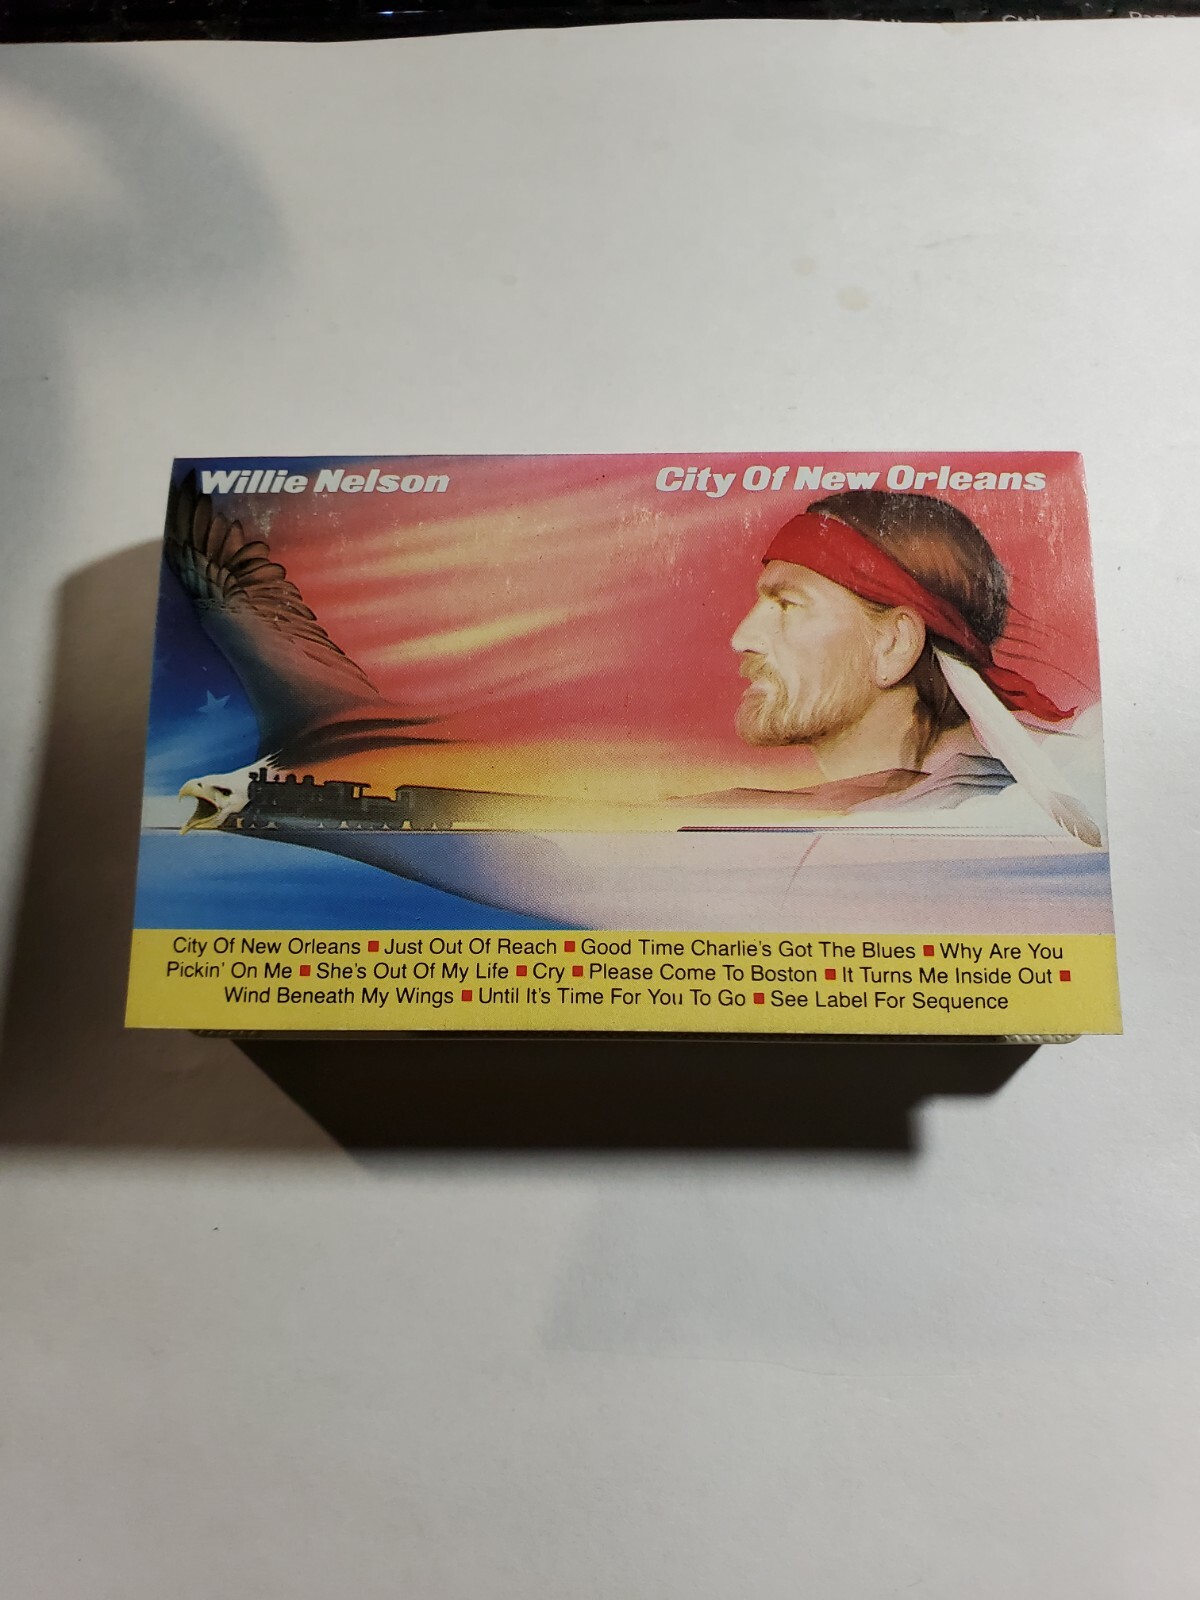 Ctrl
Page
Willie Nelson
City Of New Orleans
City Of New Orleans ■ Just Out Of Reach ■ Good Time Charlie's Got The Blues ■ Why Are You
Pickin' On Me ■ She's Out Of My Life ■ Cry ■ Please Come To Boston ■ It Turns Me Inside Out ■
Wind Beneath My Wings ■ Until It's Time For You To Go ■ See Label For Sequence